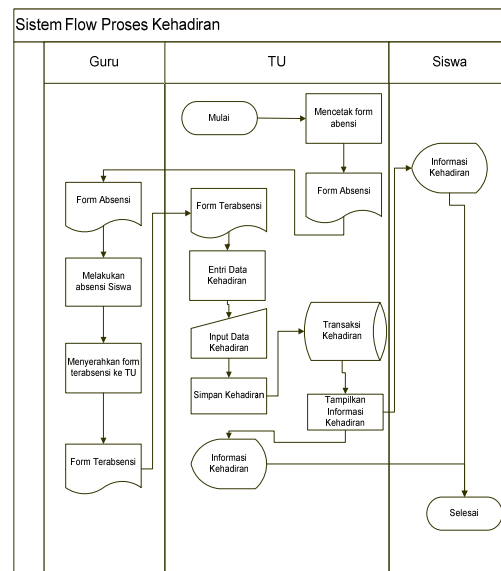 Sistem Flow Proses Kehadiran
Guru
TU
Siswa
Mulai
Mencetak form
abensi
Form Absensi
Informasi
Kehadiran
Form Absensi
Melakukan
absensi Siswa
Menyerahkan form
terabsensi ke TU
Form Terabsensi
Form Terabsensi
Entri Data
Kehadiran
Input Data
Kehadiran
Simpan Kehadiran
Transaksi
Kehadiran
Tampilkan
Informasi
Kehadiran
Informasi
Kehadiran
Selesai